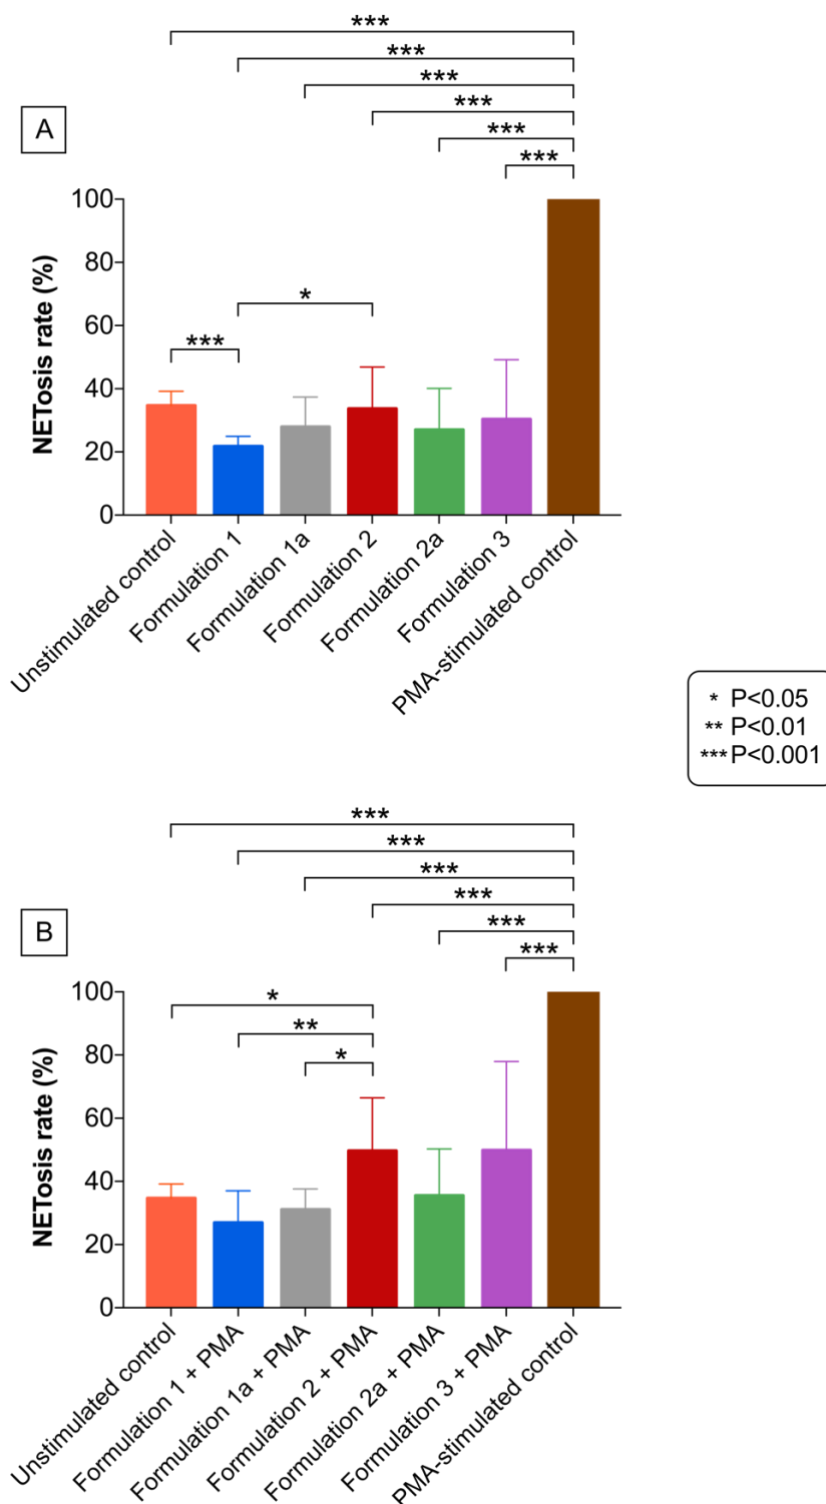 ***
***
***
***
***
***
A
100
80
60
40
20
0
NETosis rate (%)
*
***
Unstimulated control
Formulation 1
Formulation 1a
Formulation 2
Formulation 2a
Formulation 3
PMA-stimulated control
* P<0.05
** P<0.01
*** P<0.001
***
***
***
***
***
***
B
100
80
60
40
20
0
NETosis rate (%)
*
**
*
Unstimulated control
Formulation 1 + PMA
Formulation 1a + PMA
Formulation 2 + PMA
Formulation 2a + PMA
Formulation 3 + PMA
PMA-stimulated control